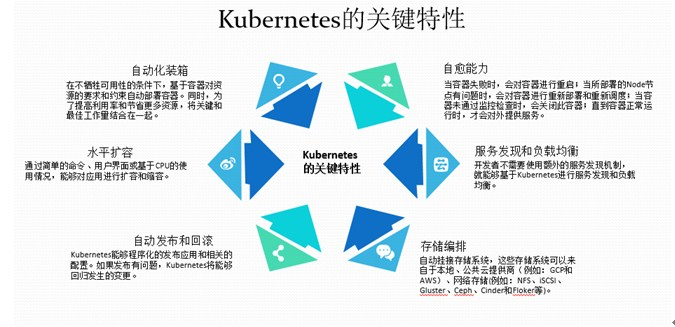 Kubernetes的关键特性
自动化装箱
在不牺牲可用性的条件下，基于容器对资
源的要求和约束自动部署容器。同时，为
了提高利用率和节省更多资源，将关键和
最佳工作量结合在一起。
自愈能力
当容器失败时，会对容器进行重启；当所部署的Node节
点有问题时，会对容器进行重新部署和重新调度；当容
器未通过监控检查时，会关闭此容器；直到容器正常运
行时，才会对外提供服务。
水平扩容
通过简单的命令、用户界面或基于CPU的使
用情况，能够对应用进行扩容和缩容。
Kubernetes
的关键特性
服务发现和负载均衡
开发者不需要使用额外的服务发现机制，
就能够基于Kubernetes进行服务发现和负载
均衡。
自动发布和回滚
Kubernetes能够程序化的发布应用和相关的
配置。如果发布有问题，Kubernetes将能够
回归发生的变更。
存储编排
自动挂接存储系统，这些存储系统可以来
自于本地、公共云提供商（例如：GCP和
AWS）、网络存储(例如：NFS、iSCSI、
Gluster、Ceph、Cinder和Floker等)。